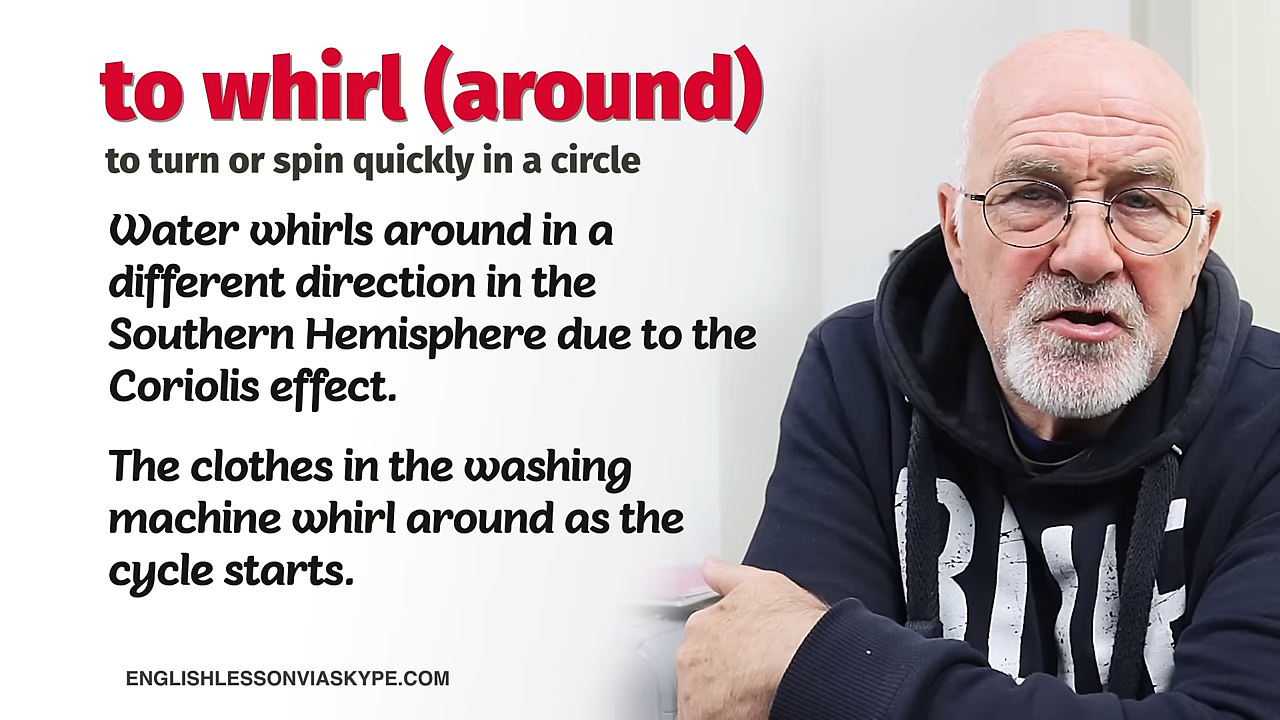 to whirl (around)
to turn or spin quickly in a circle
Water whirls around in a
different direction in the
Southern Hemisphere due to the
Coriolis effect.
The clothes in the washing
machine whirl around as the
cycle starts.
ENGLISHLESSONVIASKYPE.COM